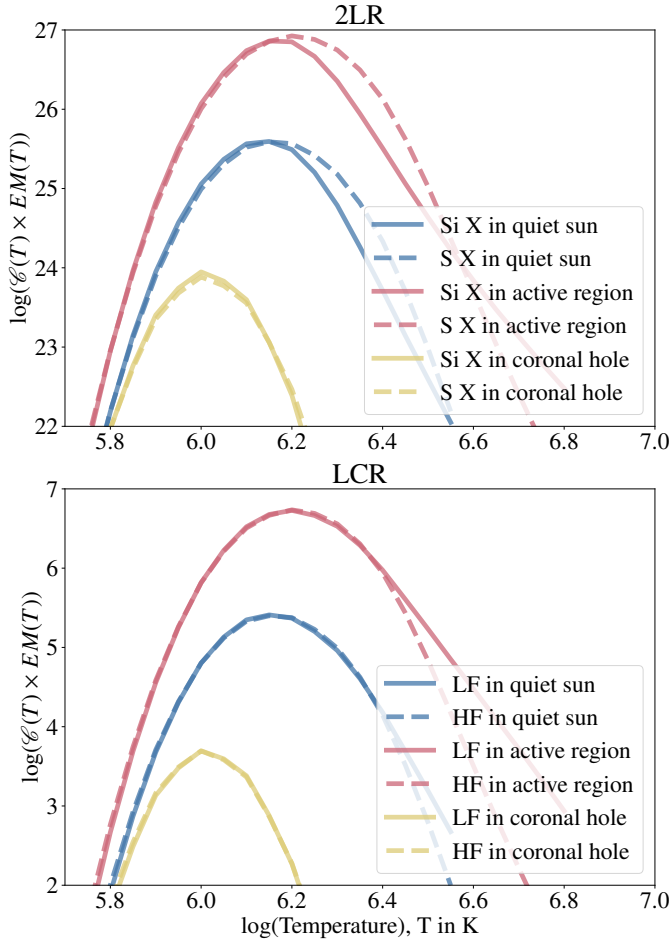 2LR
27
26
25
24
23
22
log(𝒞(T) × EM(T))
Si X in quiet sun
S X in quiet sun
Si X in active region
S X in active region
Si X in coronal hole
S X in coronal hole
5.8 6.0 6.2 6.4 6.6 6.8 7.0
LCR
7
6
5
4
3
2
log(𝒞(T) × EM(T))
LF in quiet sun
HF in quiet sun
LF in active region
HF in active region
LF in coronal hole
HF in coronal hole
5.8 6.0 6.2 6.4 6.6 6.8 7.0
log(Temperature), T in K